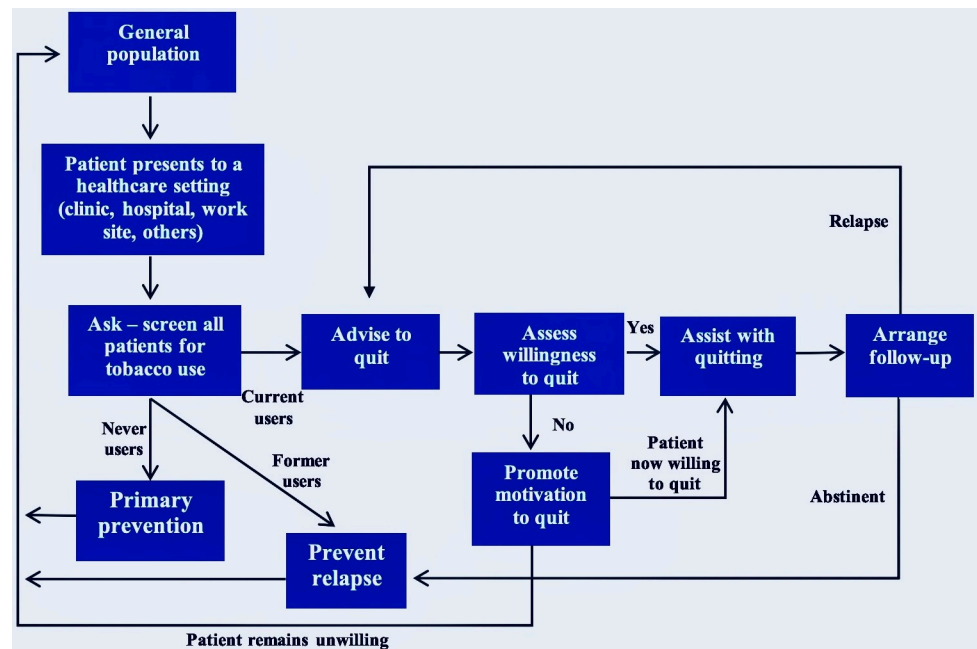 General
population
Patient presents to a
healthcare setting
(clinic, hospital, work
site, others)
Ask – screen all
patients for
tobacco use
Current
users
Never
users
Former
users
Primary
prevention
Prevent
relapse
Advise to
quit
Assess
willingness
to quit
Yes
No
Promote
motivation
to quit
Patient
now willing
to quit
Assist with
quitting
Arrange
follow-up
Relapse
Abstinent
Patient remains unwilling